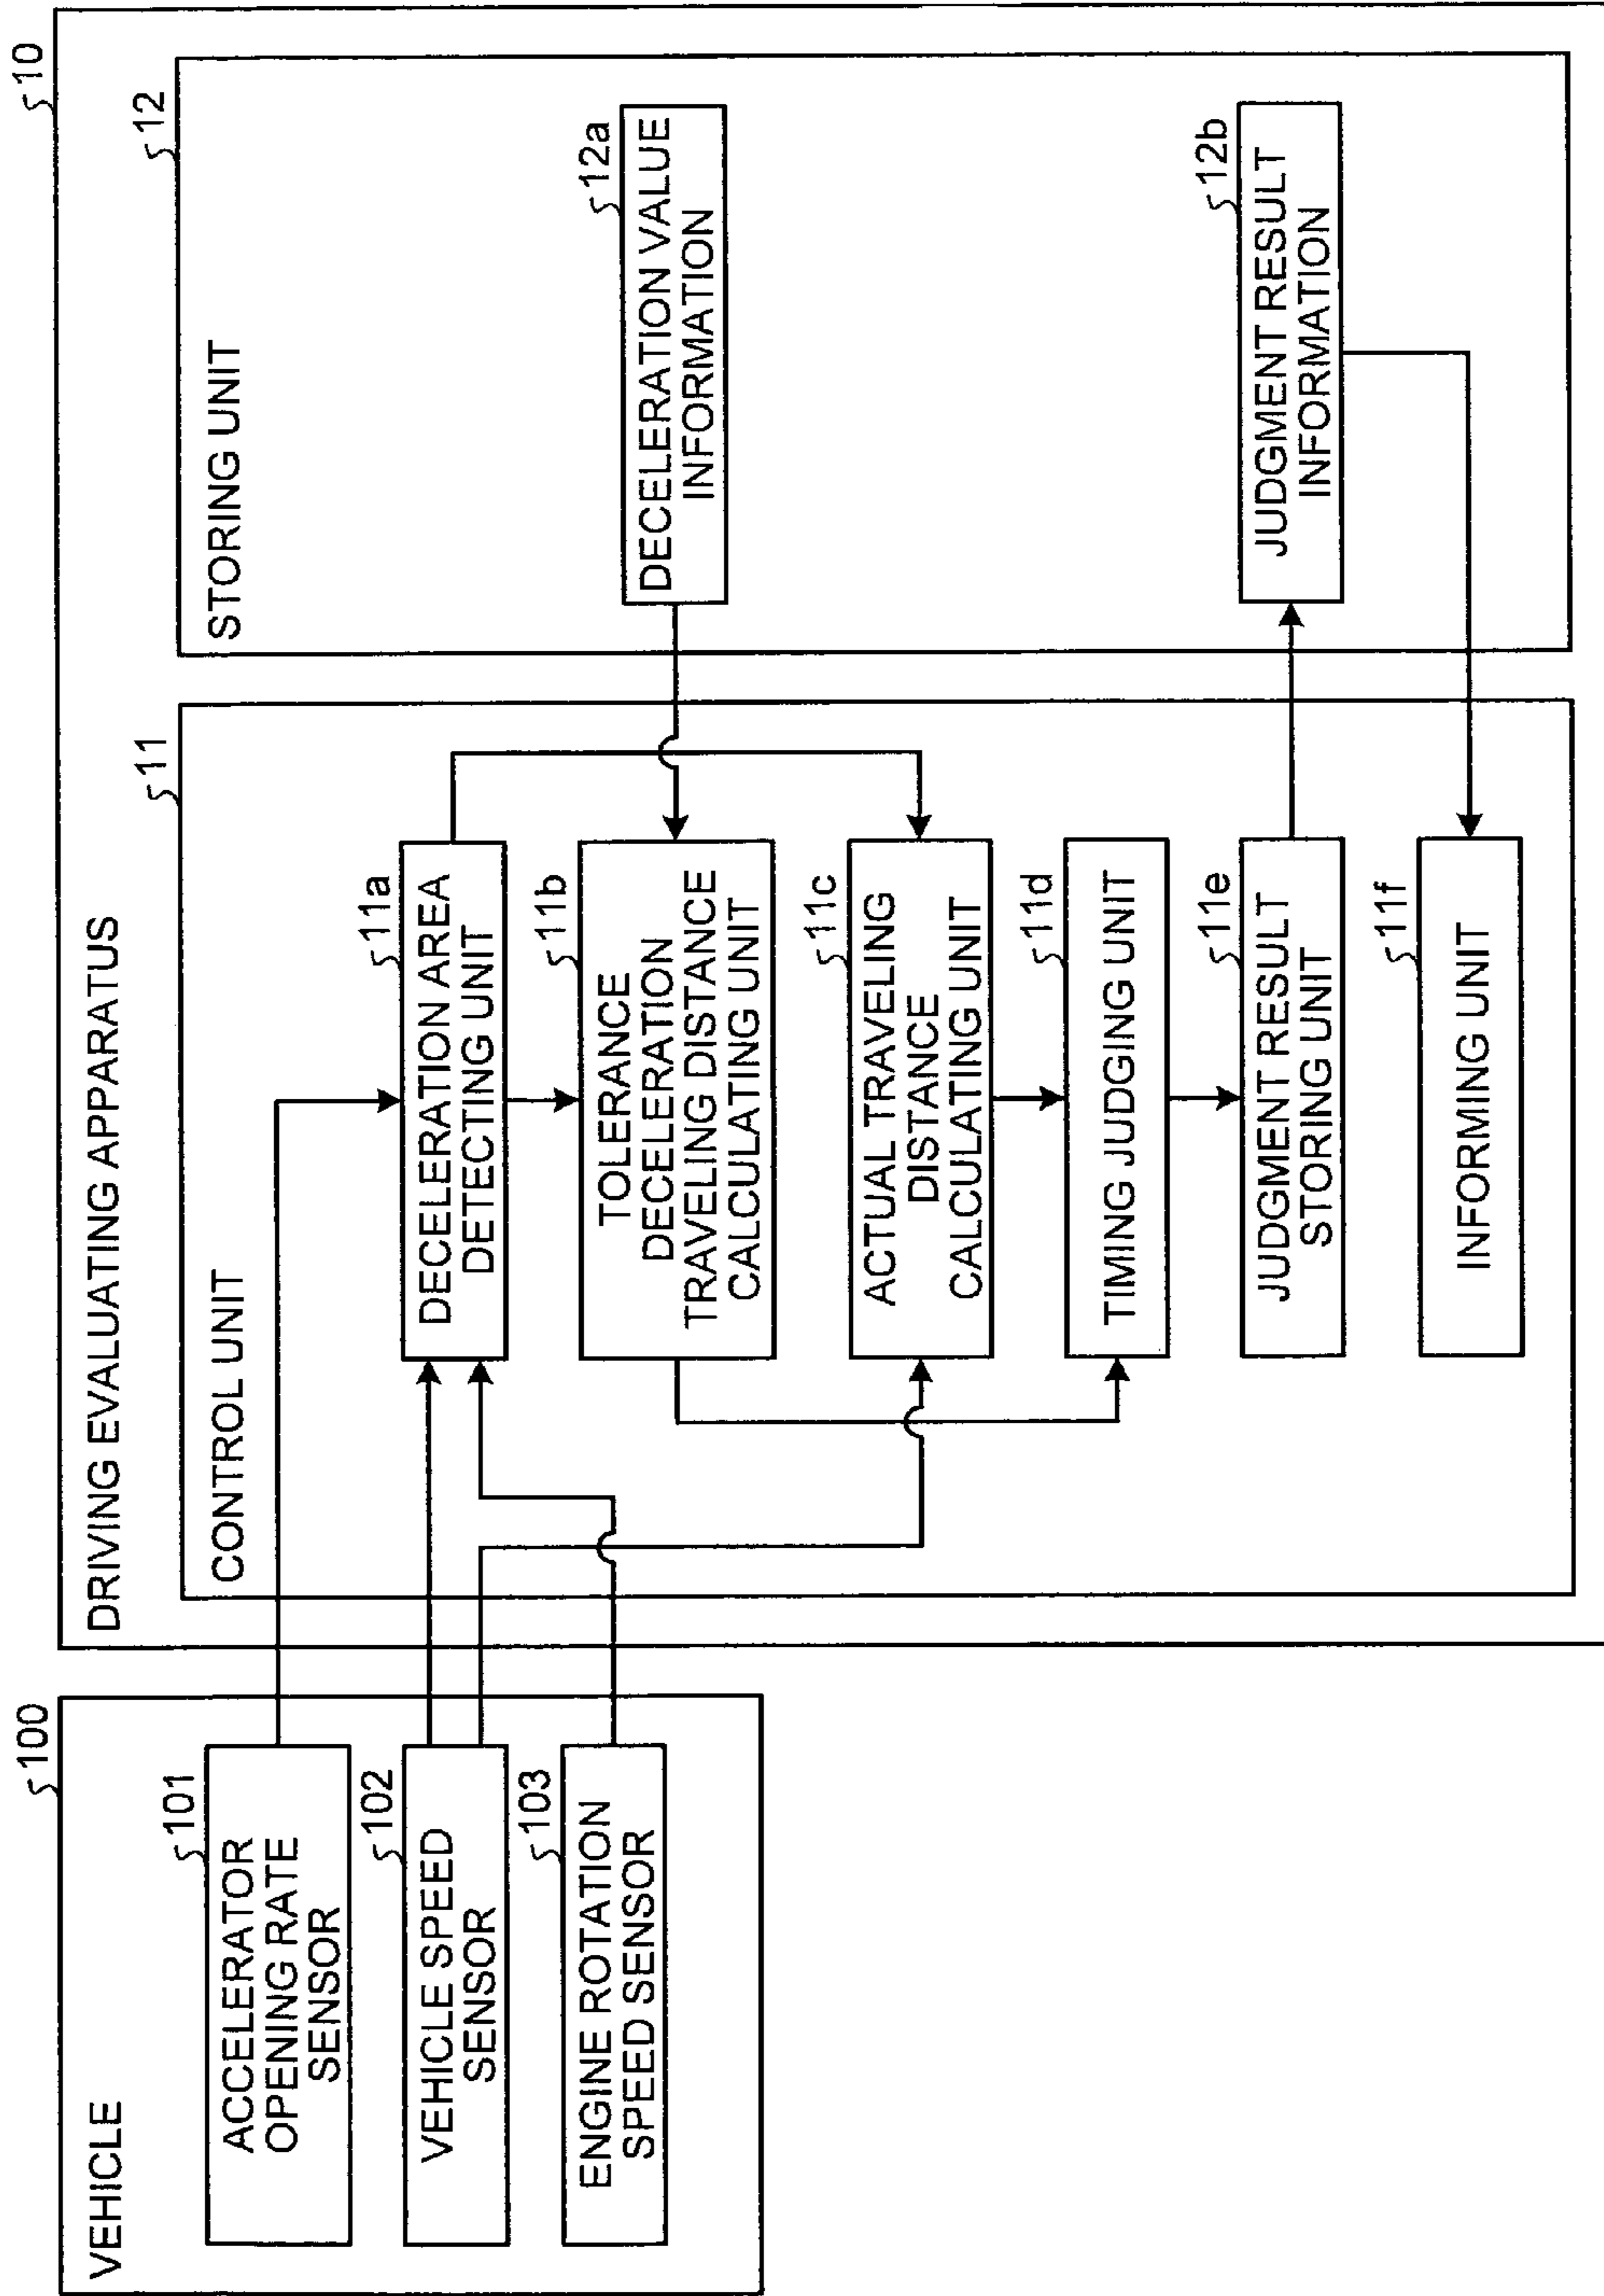 100
VEHICLE
101
ACCELERATOR
OPENING RATE
SENSOR
102
VEHICLE SPEED
SENSOR
103
ENGINE ROTATION
SPEED SENSOR
10
DRIVING EVALUATING APPARATUS
11
CONTROL UNIT
11a
DECELERATION AREA
DETECTING UNIT
11b
TOLERANCE
DECELERATION
TRAVELING DISTANCE
CALCULATING UNIT
11c
ACTUAL TRAVELING
DISTANCE
CALCULATING UNIT
11d
TIMING JUDGING UNIT
11e
JUDGMENT RESULT
STORING UNIT
11f
INFORMING UNIT
12
STORING UNIT
12a
DECELERATION VALUE
INFORMATION
12b
JUDGMENT RESULT
INFORMATION